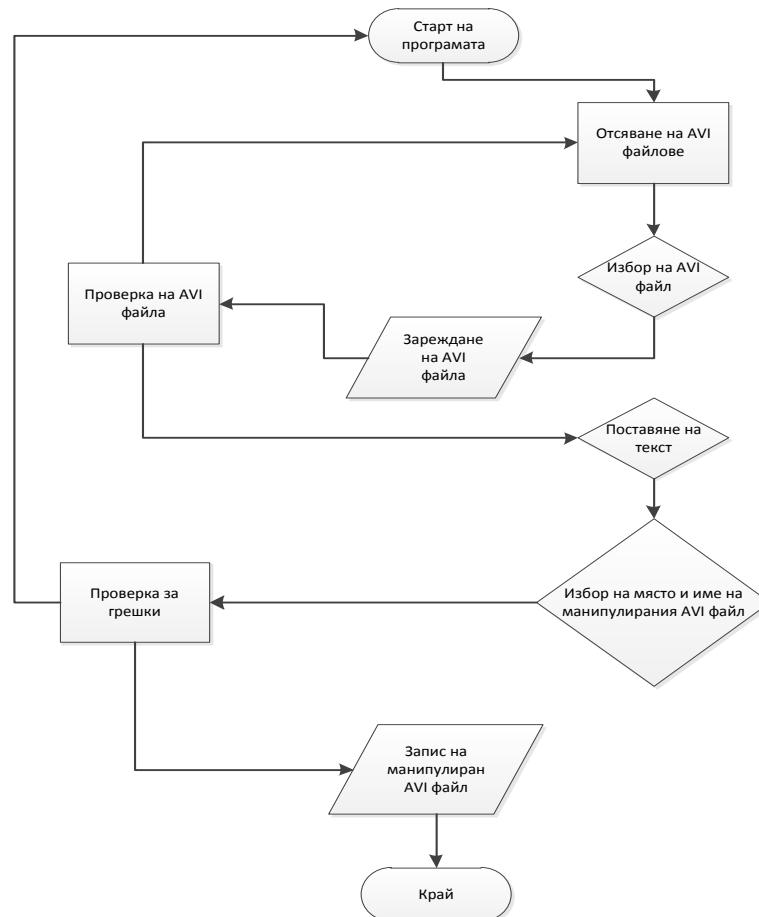 Старт на
програмата
Отсяване на AVI
файлове
Избор на AVI
файл
Проверка на AVI
файла
Зареждане
на AVI
файла
Поставяне на
текст
Избор на място и име на
манипулирания AVI файл
Проверка за
грешки
Запис на
манипулиран
AVI файл
Край